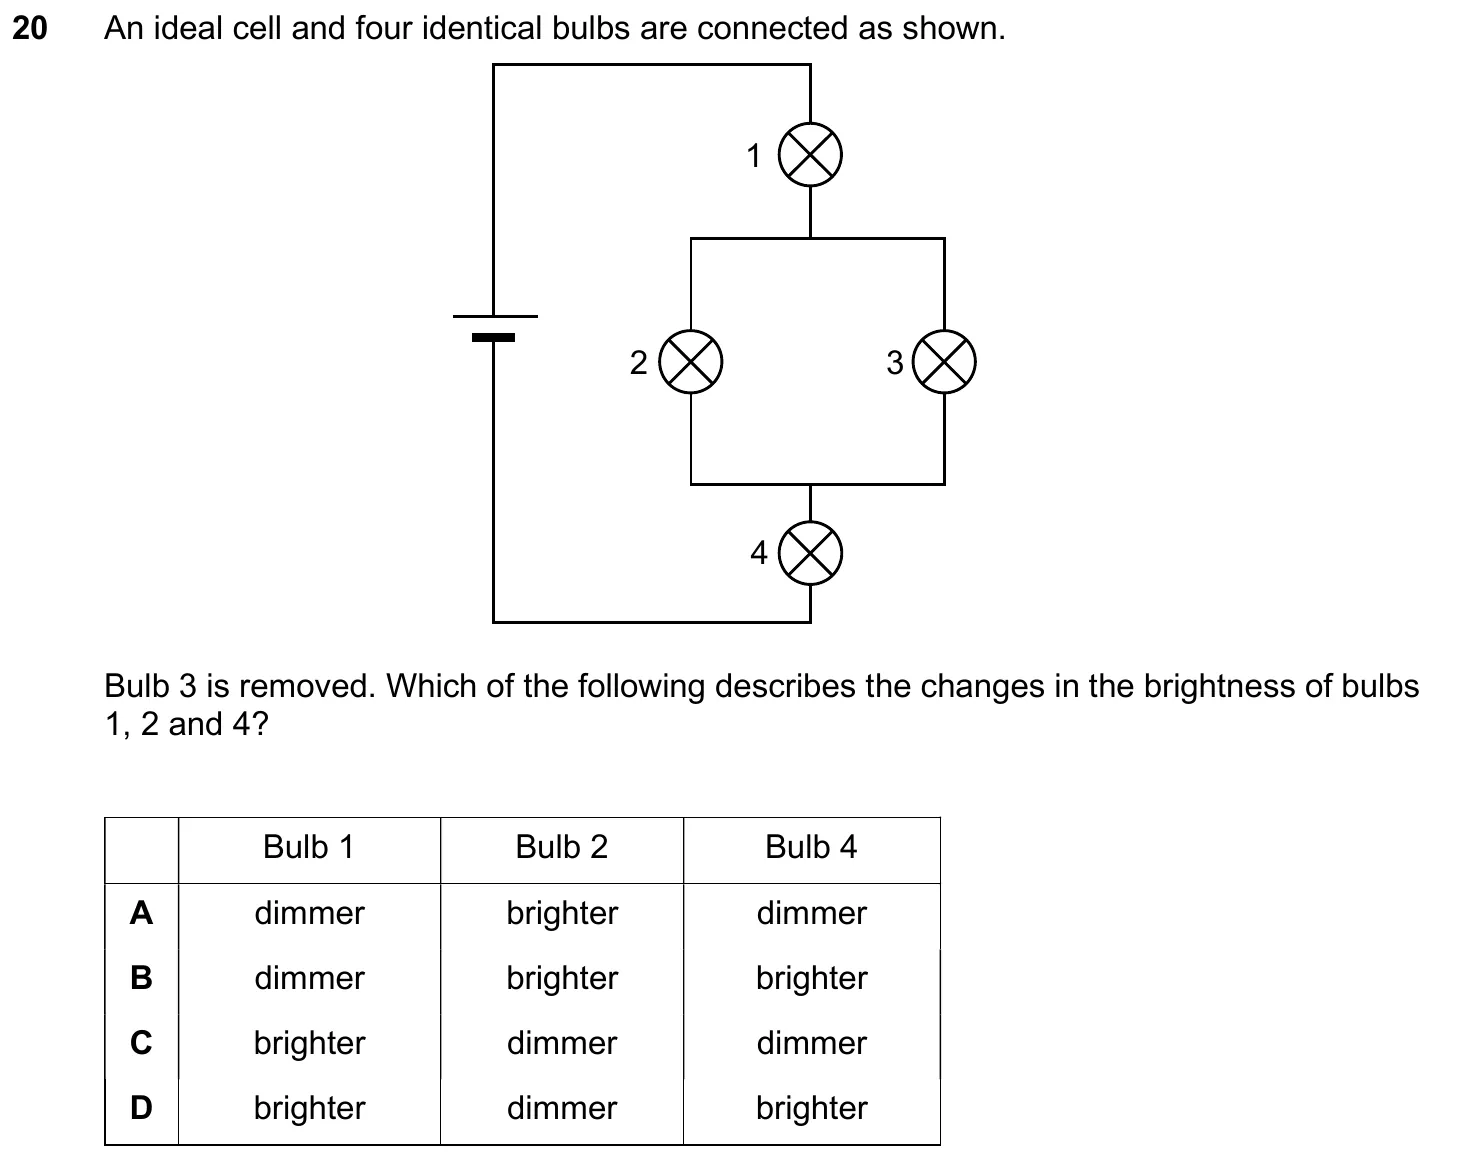 20 An ideal cell and four identical bulbs are connected as shown.
1
2
3
4
Bulb 3 is removed. Which of the following describes the changes in the brightness of bulbs
1, 2 and 4?
Bulb 1 Bulb 2 Bulb 4
A dimmer brighter dimmer
B dimmer brighter brighter
C brighter dimmer dimmer
D brighter dimmer brighter